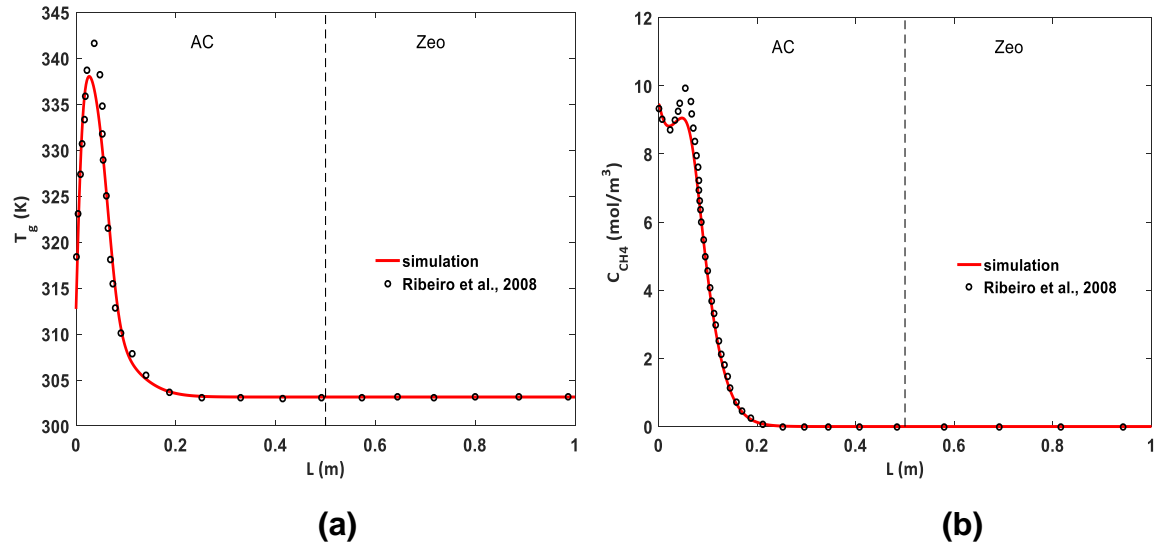 345
340
335
330
325
320
315
310
305
300
T_g (K)
0
0.2
0.4
0.6
0.8
1
L (m)
AC
Zeo
simulation
Ribeiro et al., 2008
(a)
12
10
8
6
4
2
0
C_CH4 (mol/m³)
0
0.2
0.4
0.6
0.8
1
L (m)
AC
Zeo
simulation
Ribeiro et al., 2008
(b)